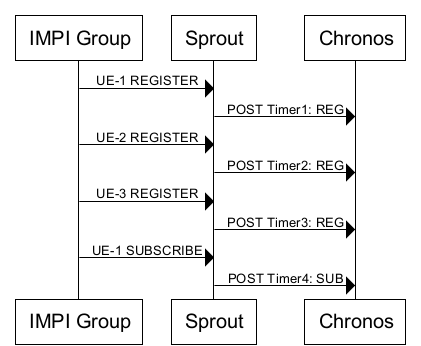 IMPI Group
Sprout
Chronos
UE-1 REGISTER
POST Timer1: REG
UE-2 REGISTER
POST Timer2: REG
UE-3 REGISTER
POST Timer3: REG
UE-1 SUBSCRIBE
POST Timer4: SUB
IMPI Group
Sprout
Chronos